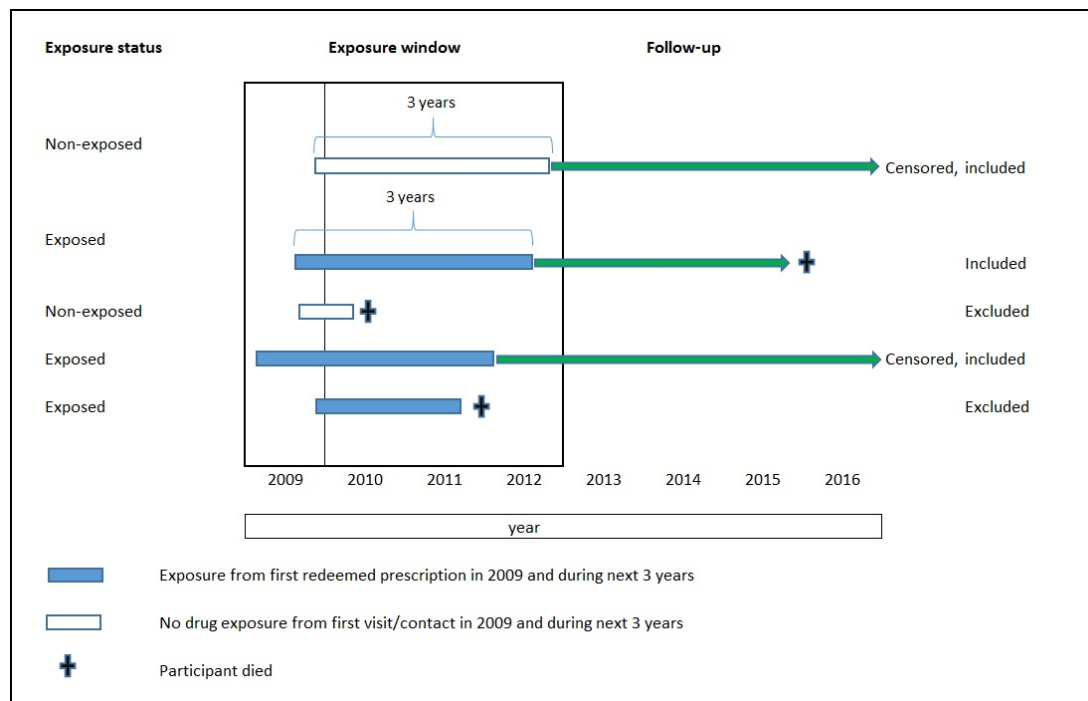 Exposure status Exposure window Follow-up
3 years
Non-exposed
Censored, included
3 years
Exposed
Included
Non-exposed Excluded
Exposed Censored, included
Exposed Excluded
2009 2010 2011 2012 2013 2014 2015 2016
year
Exposure from first redeemed prescription in 2009 and during next 3 years
No drug exposure from first visit/contact in 2009 and during next 3 years
Participant died